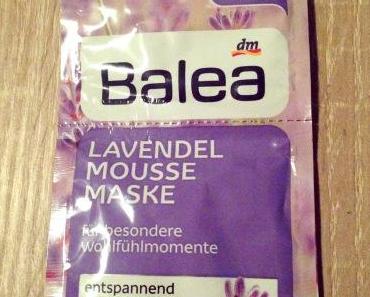 dm
Balea
LAVENDEL
MOUSSE
MASKE
für besondere
Wohlfühlmomente
entspannend